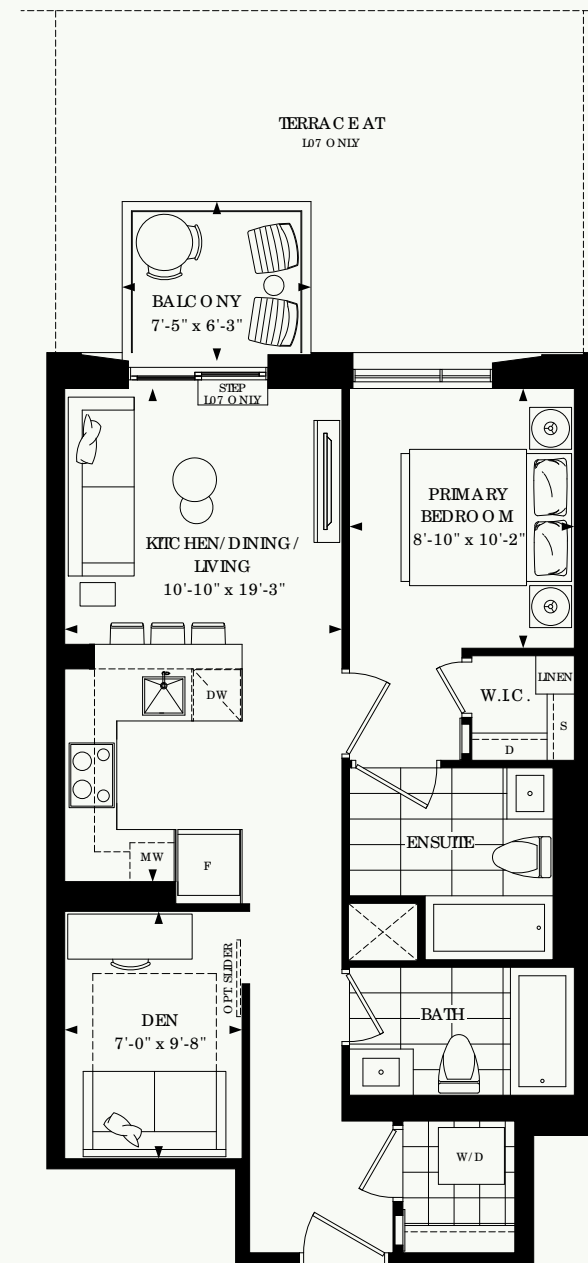 TERRACE AT
L07 ONLY
BALCONY
7'-5" x 6'-3"
STEP
L07 ONLY
PRIMARY
BEDROOM
8'-10" x 10'-2"
KITCHEN/DINING/
LIVING
10'-10" x 19'-3"
LINEN
W.I.C.
S
DW
D
ENSUITE
MW
F
OPT. SLIDER
DEN
7'-0" x 9'-8"
BATH
W/D